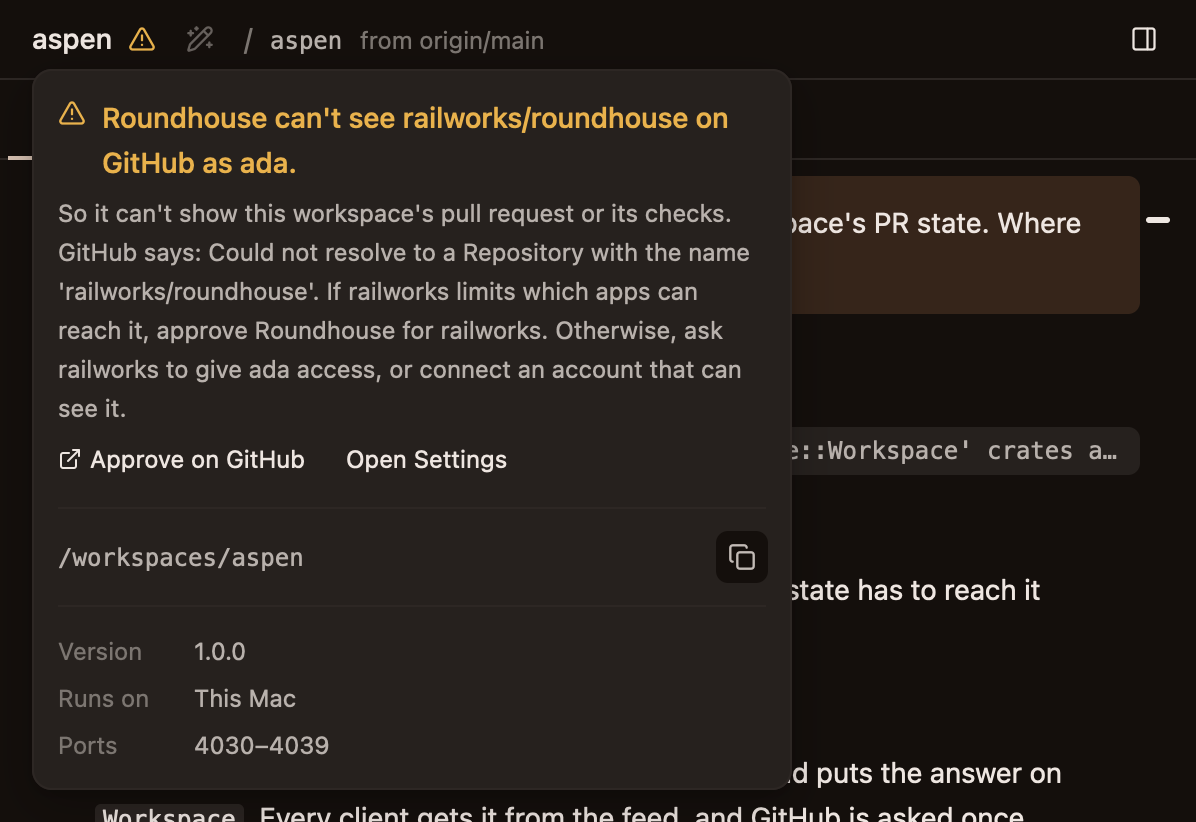 aspen / aspen from origin/main
Roundhouse can't see railworks/roundhouse on
GitHub as ada.
So it can't show this workspace's pull request or its checks.
GitHub says: Could not resolve to a Repository with the name
'railworks/roundhouse'. If railworks limits which apps can
reach it, approve Roundhouse for railworks. Otherwise, ask
railworks to give ada access, or connect an account that can
see it.
Approve on GitHub Open Settings
/workspaces/aspen
Version 1.0.0
Runs on This Mac
Ports 4030–4039
pace's PR state. Where
e::Workspace' crates a…
state has to reach it
d puts the answer on
Workspace Every client gets it from the feed, and GitHub is asked once